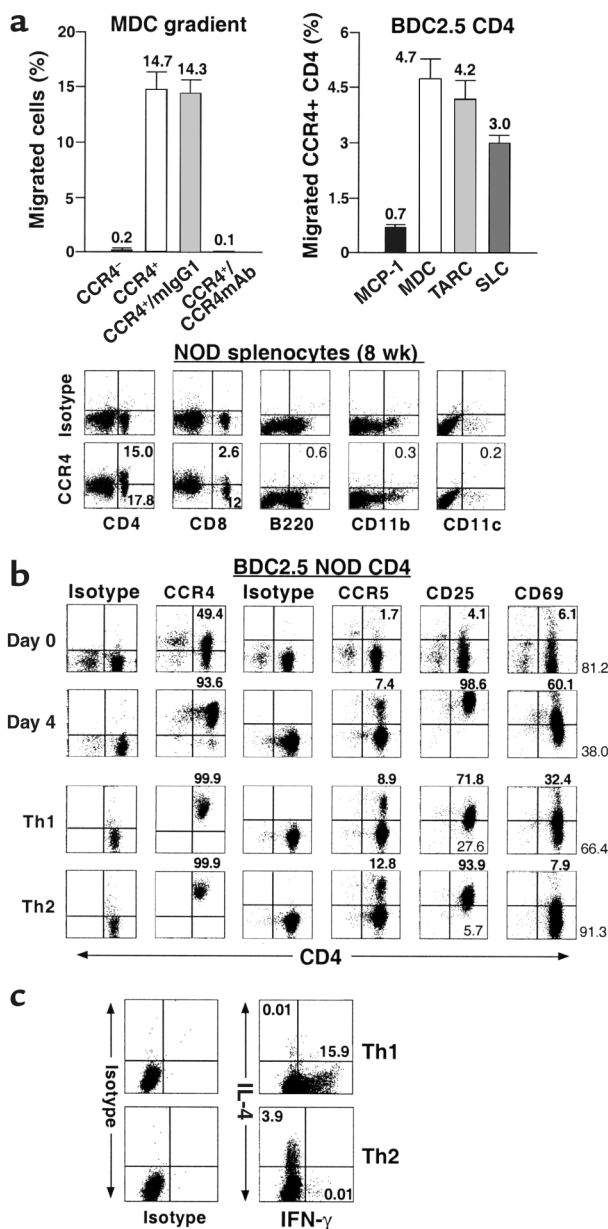 a
MDC gradient
Migrated cells (%)
20
15
10
5
0
0.2
14.7
14.3
0.1
CCR4⁻
CCR4⁺
CCR4⁺/mIgG1
CCR4⁺/
CCR4mAb
BDC2.5 CD4
Migrated CCR4+ CD4 (%)
6
4.5
3
1.5
0
0.7
4.7
4.2
3.0
MCP-1
MDC
TARC
SLC
NOD splenocytes (8 wk)
Isotype
CCR4
15.0
17.8
2.6
12
0.6
0.3
0.2
CD4
CD8
B220
CD11b
CD11c
b
BDC2.5 NOD CD4
Isotype
CCR4
Isotype
CCR5
CD25
CD69
Day 0
49.4
1.7
4.1
6.1
81.2
Day 4
93.6
7.4
98.6
60.1
38.0
Th1
99.9
8.9
71.8
27.6
32.4
66.4
Th2
99.9
12.8
93.9
5.7
7.9
91.3
CD4
c
Isotype
IL-4
0.01
15.9
Th1
3.9
0.01
Th2
Isotype
IFN-γ